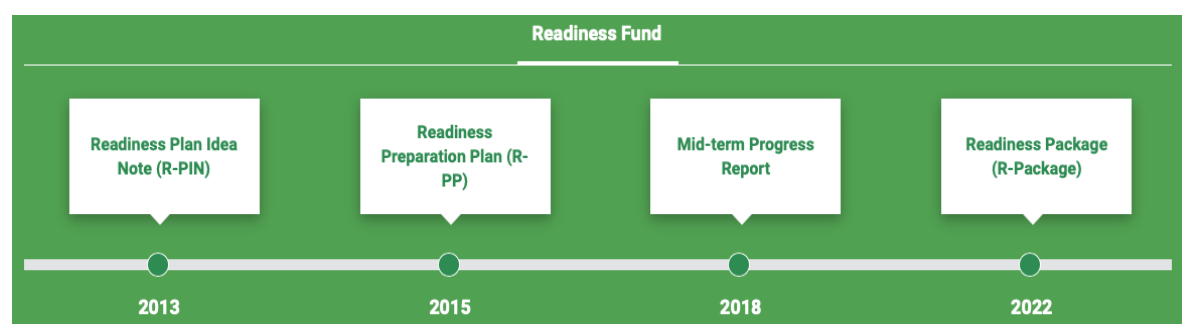 Readiness Fund
Readiness Plan Idea
Note (R-PIN)
Readiness
Preparation Plan (R-
PP)
Mid-term Progress
Report
Readiness Package
(R-Package)
2013
2015
2018
2022